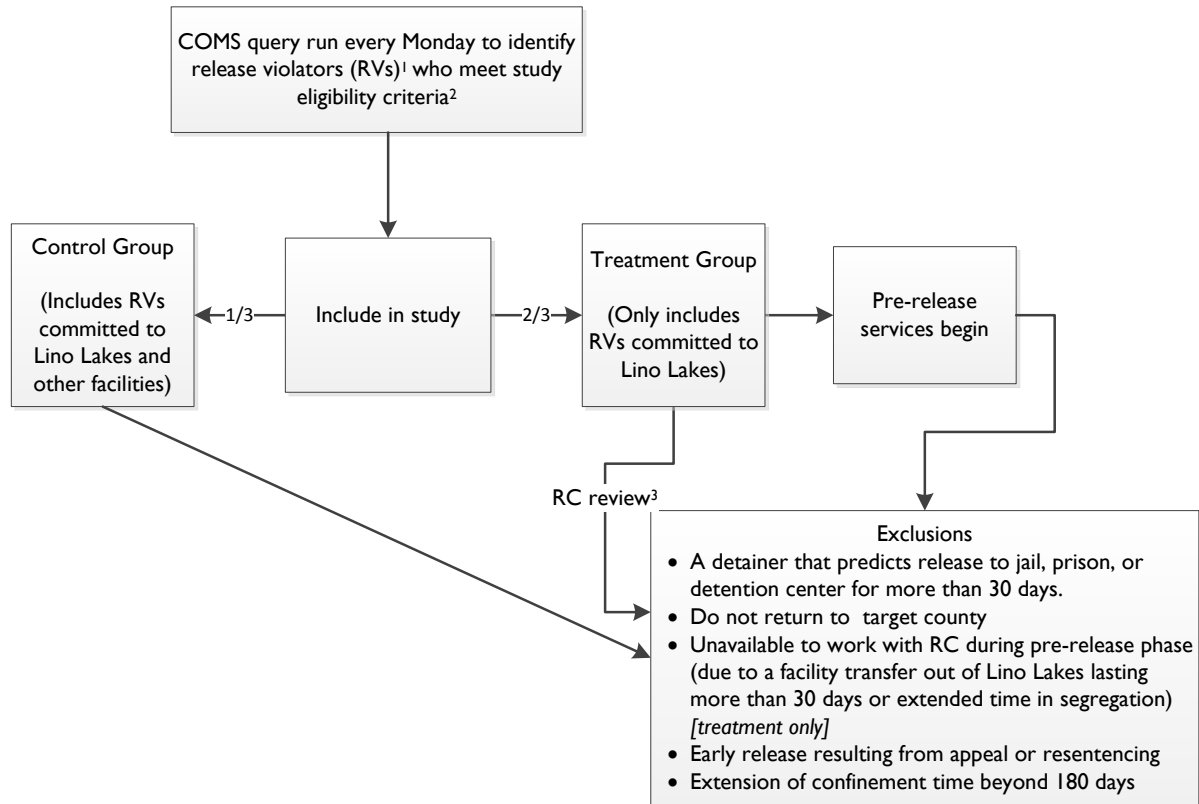 COMS query run every Monday to identify
release violators (RVs)¹ who meet study
eligibility criteria²
Control Group
(Includes RVs
committed to
Lino Lakes and
other facilities)
1/3
Include in study
2/3
Treatment Group
(Only includes
RVs committed to
Lino Lakes)
Pre-release
services begin
RC review³
Exclusions
• A detainer that predicts release to jail, prison, or
detention center for more than 30 days.
• Do not return to target county
• Unavailable to work with RC during pre-release phase
(due to a facility transfer out of Lino Lakes lasting
more than 30 days or extended time in segregation)
[treatment only]
• Early release resulting from appeal or resentencing
• Extension of confinement time beyond 180 days